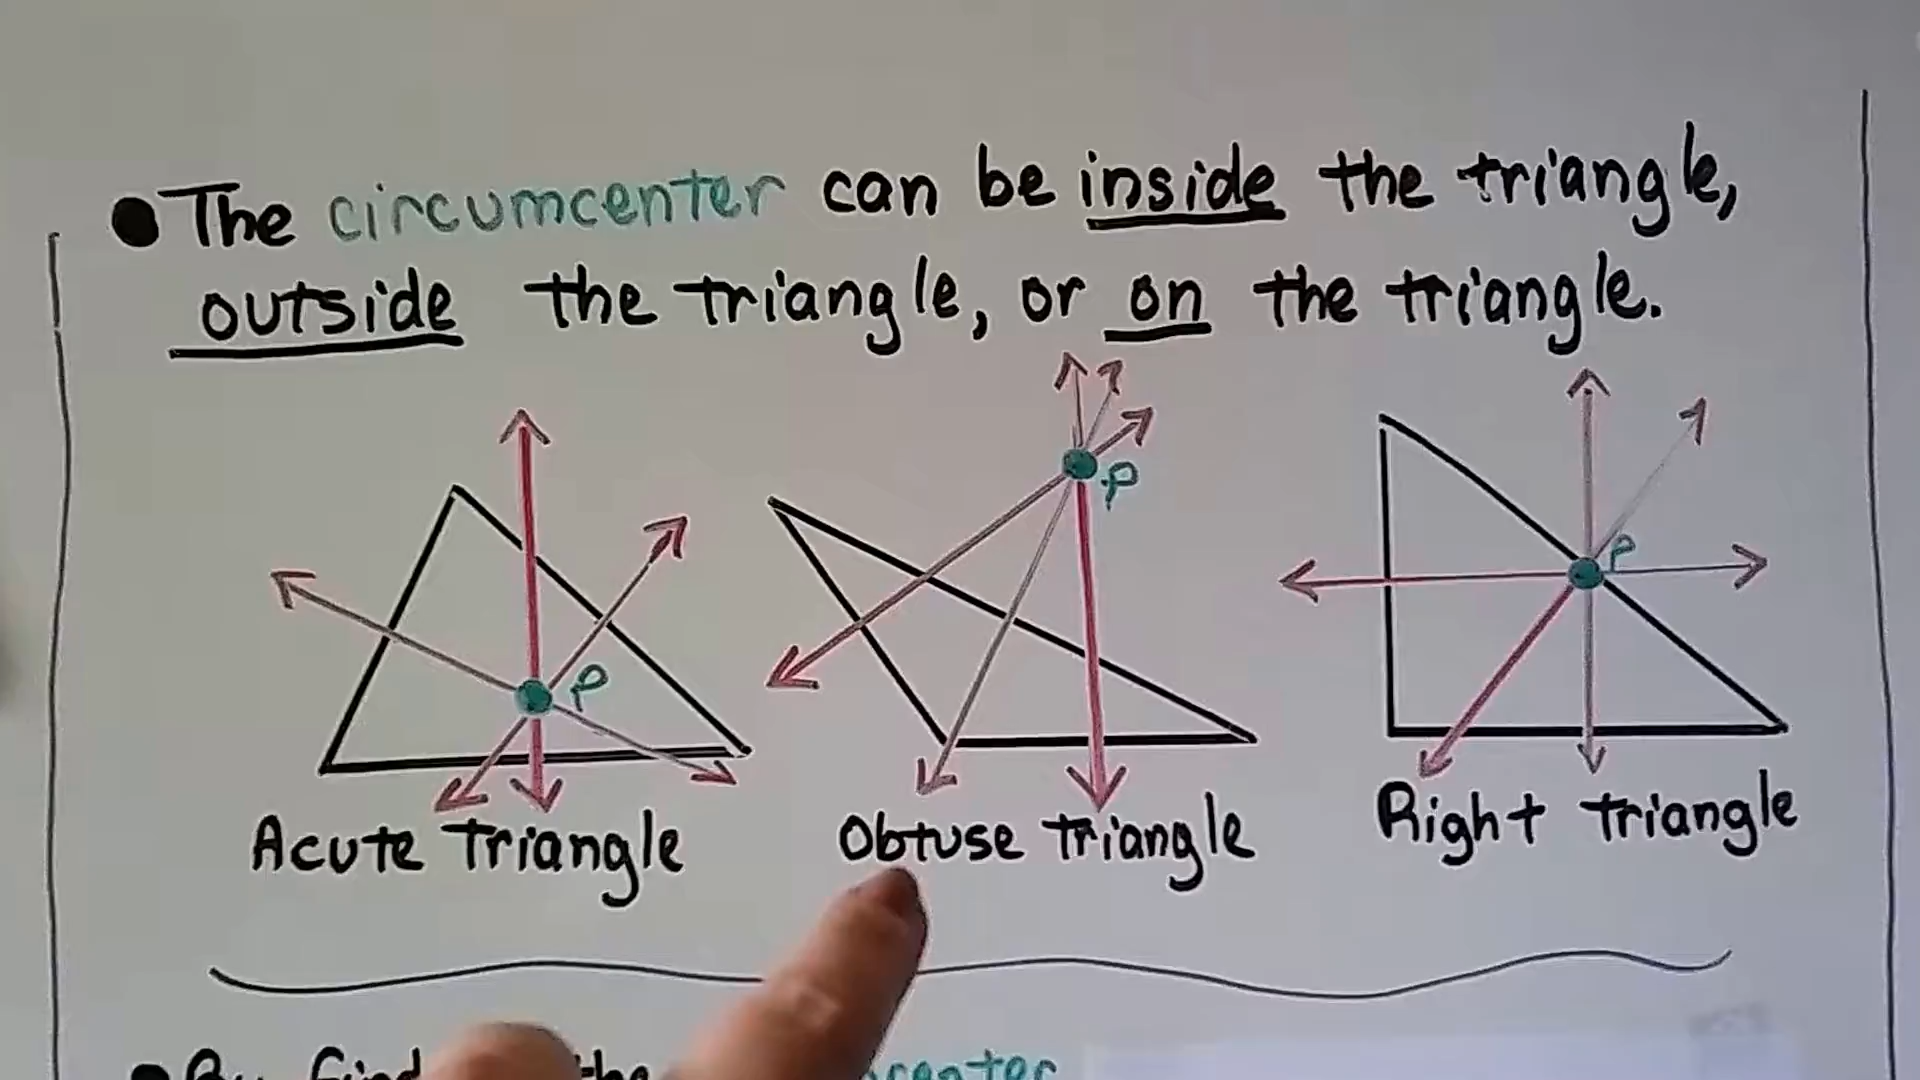 The circumcenter can be inside the triangle,
outside the triangle, or on the triangle.
P
P
P
Acute Triangle
Obtuse triangle
Right triangle